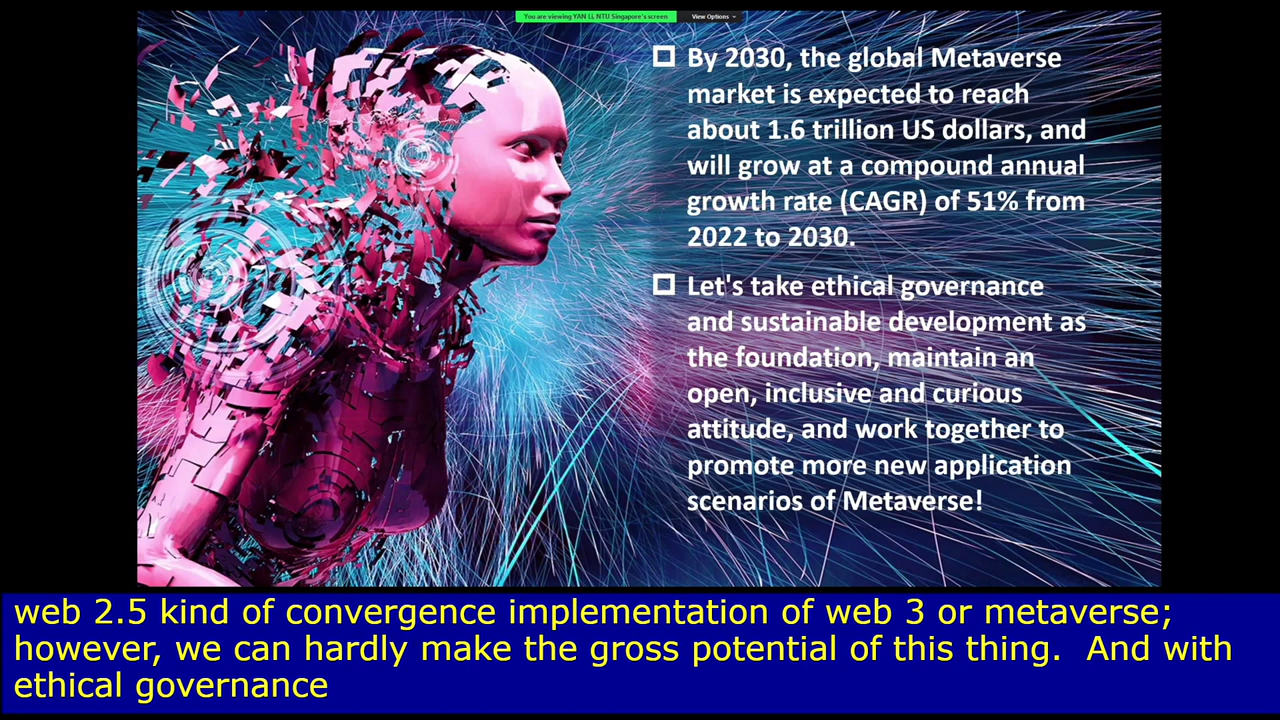 You are viewing YAN LI, NTU Singapore's screen View Options
By 2030, the global Metaverse
market is expected to reach
about 1.6 trillion US dollars, and
will grow at a compound annual
growth rate (CAGR) of 51% from
2022 to 2030.
Let's take ethical governance
and sustainable development as
the foundation, maintain an
open, inclusive and curious
attitude, and work together to
promote more new application
scenarios of Metaverse!
web 2.5 kind of convergence implementation of web 3 or metaverse;
however, we can hardly make the gross potential of this thing.  And with
ethical governance